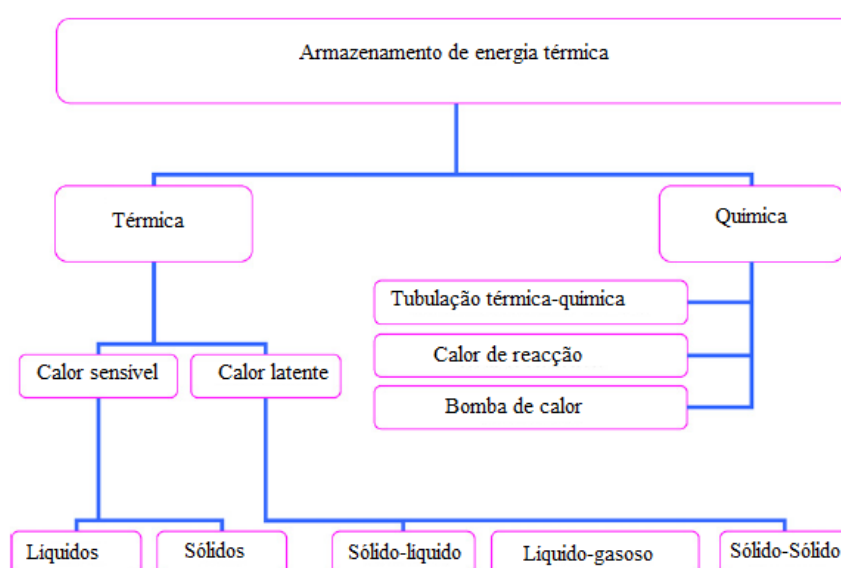 Armazenamento de energia térmica
Térmica
Química
Tubulação térmica-quimica
Calor de reacção
Bomba de calor
Calor sensível
Calor latente
Liquidos
Sólidos
Sólido-liquido
Liquido-gasoso
Sólido-Sólido